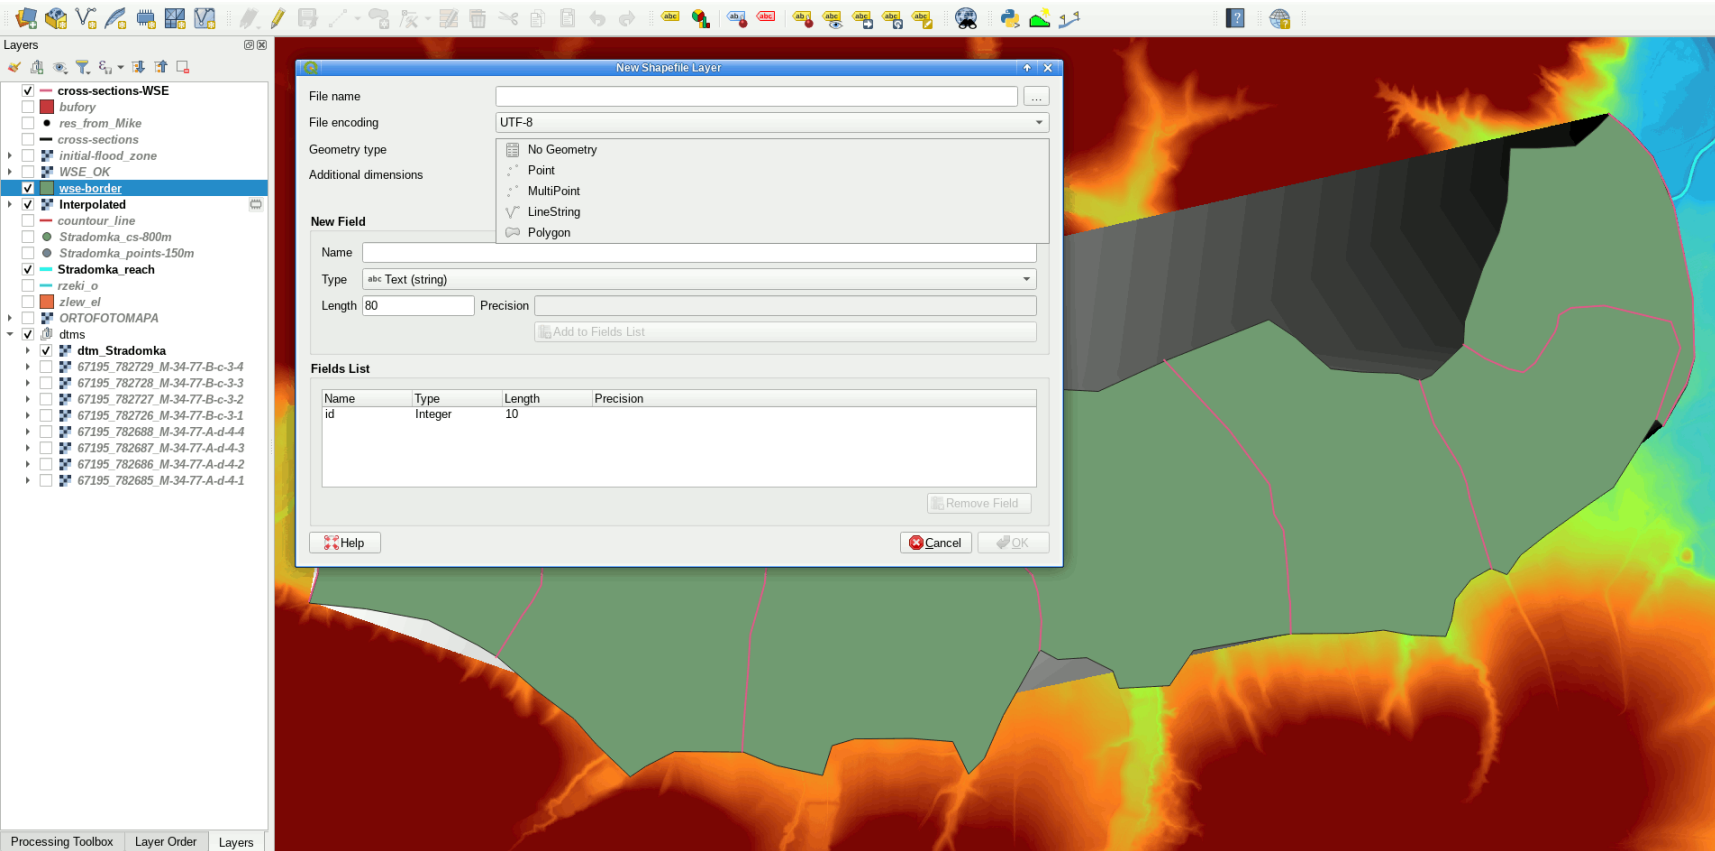 Layers
New Shapefile Layer
File name
...
File encoding
UTF-8
Geometry type
No Geometry
Additional dimensions
Point
MultiPoint
LineString
Polygon
New Field
Name
Type
abc Text (string)
Length
80
Precision
Add to Fields List
Fields List
Name Type Length Precision
id Integer 10
Remove Field
Help
Cancel
OK
cross-sections-WSE
bufory
res_from_Mike
cross-sections
initial-flood_zone
WSE_OK
wse-border
Interpolated
countour_line
Stradomka_cs-800m
Stradomka_points-150m
Stradomka_reach
rzeki_o
zlew_el
ORTOFOTOMAPA
dtms
dtm_Stradomka
67195_782729_M-34-77-B-c-3-4
67195_782728_M-34-77-B-c-3-3
67195_782727_M-34-77-B-c-3-2
67195_782726_M-34-77-B-c-3-1
67195_782688_M-34-77-A-d-4-4
67195_782687_M-34-77-A-d-4-3
67195_782686_M-34-77-A-d-4-2
67195_782685_M-34-77-A-d-4-1
Processing Toolbox
Layer Order
Layers